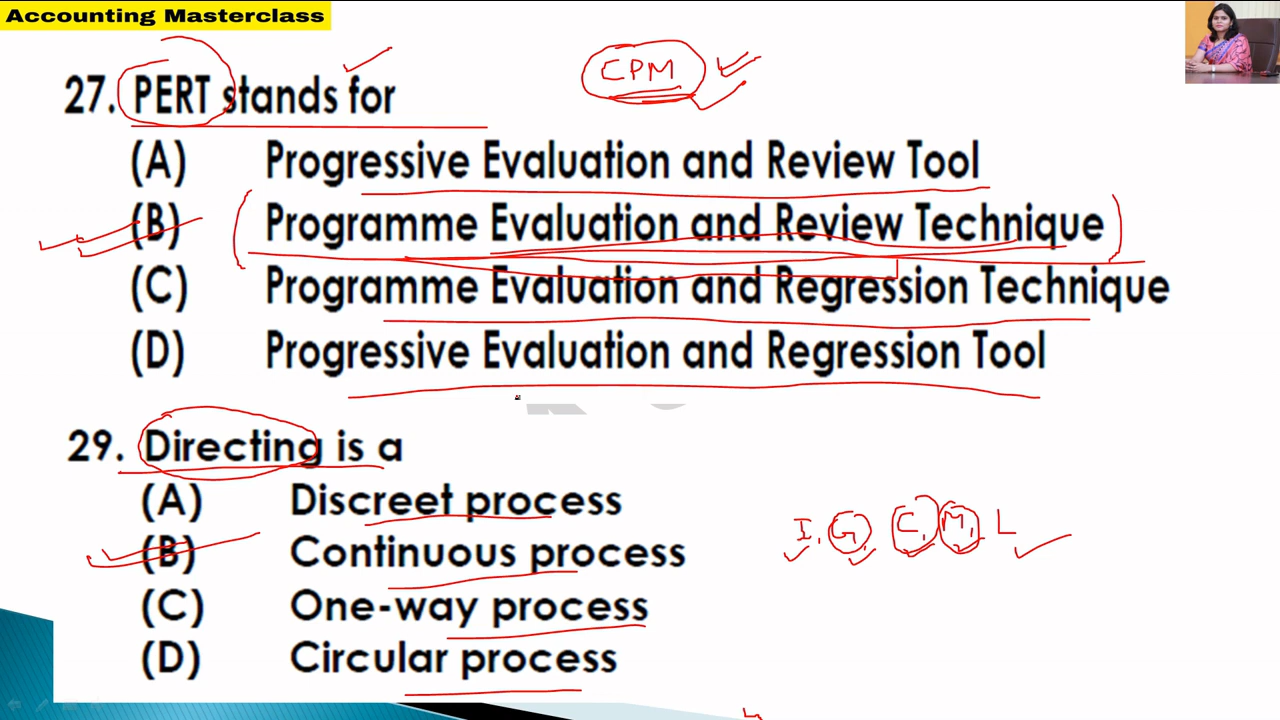 Accounting Masterclass
CPM
27. PERT stands for
(A) Progressive Evaluation and Review Tool
(B) Programme Evaluation and Review Technique
(C) Programme Evaluation and Regression Technique
(D) Progressive Evaluation and Regression Tool
29. Directing is a
(A) Discreet process
(B) Continuous process
(C) One-way process
(D) Circular process
I, G, C, M, L